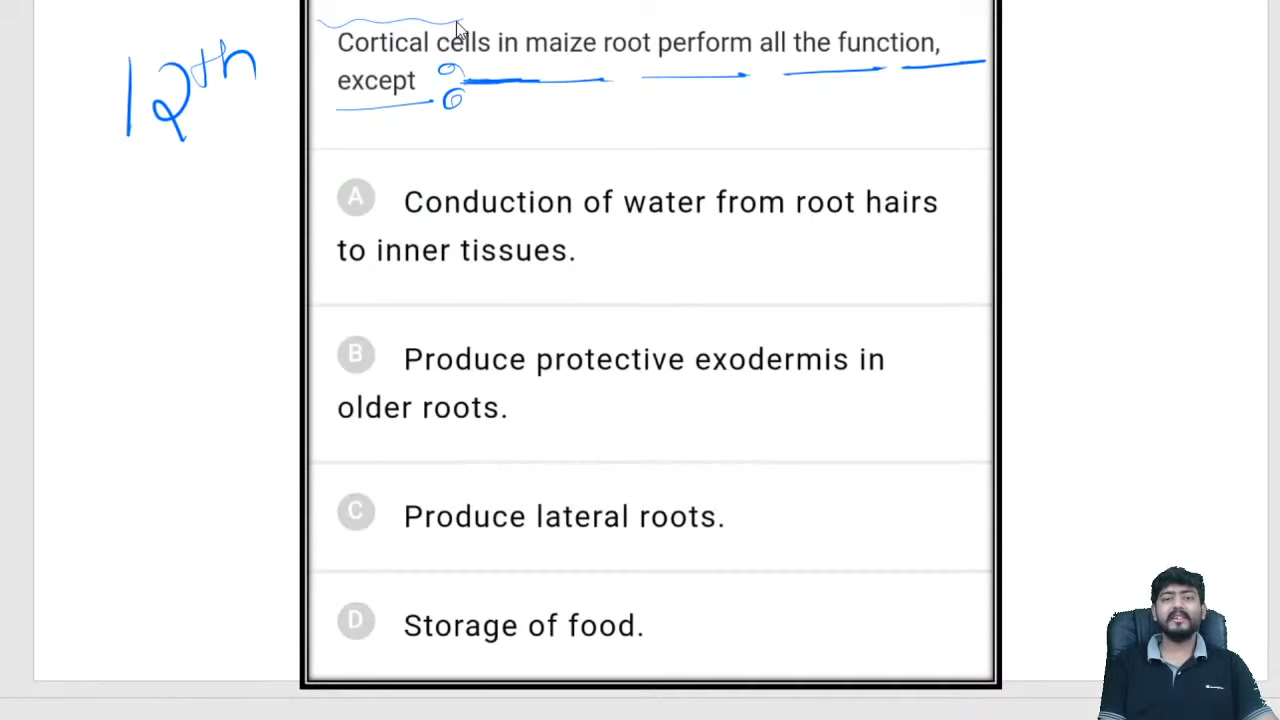 12th
Cortical cells in maize root perform all the function,
except
A Conduction of water from root hairs
to inner tissues.
B Produce protective exodermis in
older roots.
C Produce lateral roots.
D Storage of food.